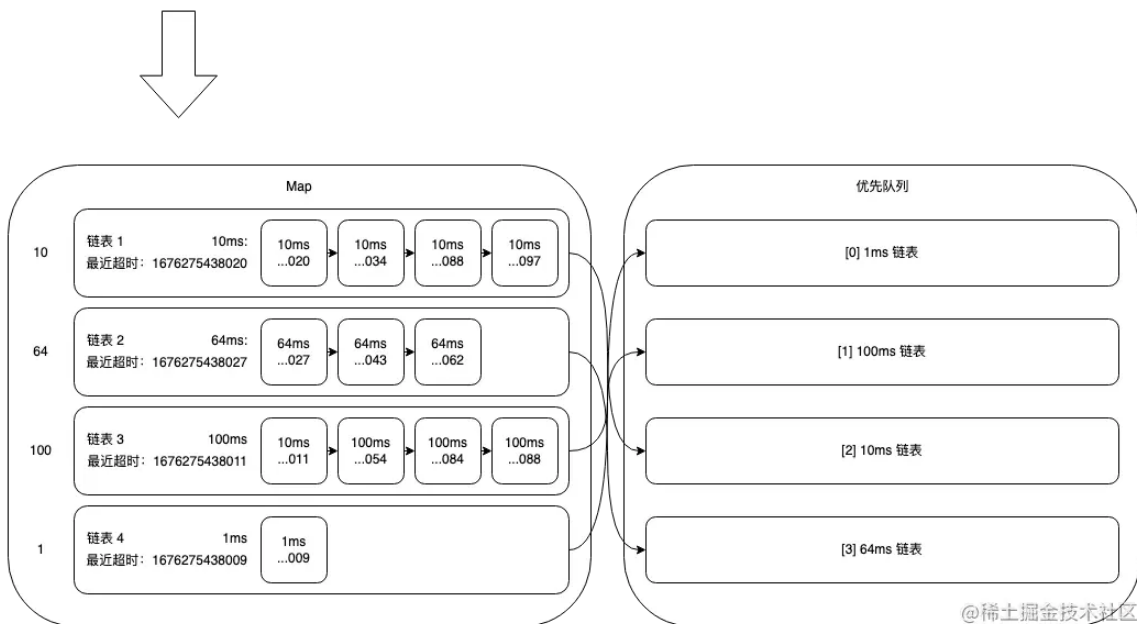 Map
优先队列
10
链表 1 10ms:
最近超时：1676275438020
10ms
...020
10ms
...034
10ms
...088
10ms
...097
[0] 1ms 链表
64
链表 2 64ms:
最近超时：1676275438027
64ms
...027
64ms
...043
64ms
...062
[1] 100ms 链表
100
链表 3 100ms
最近超时：1676275438011
10ms
...011
100ms
...054
100ms
...084
100ms
...088
[2] 10ms 链表
1
链表 4 1ms
最近超时：1676275438009
1ms
...009
[3] 64ms 链表
@稀土掘金技术社区